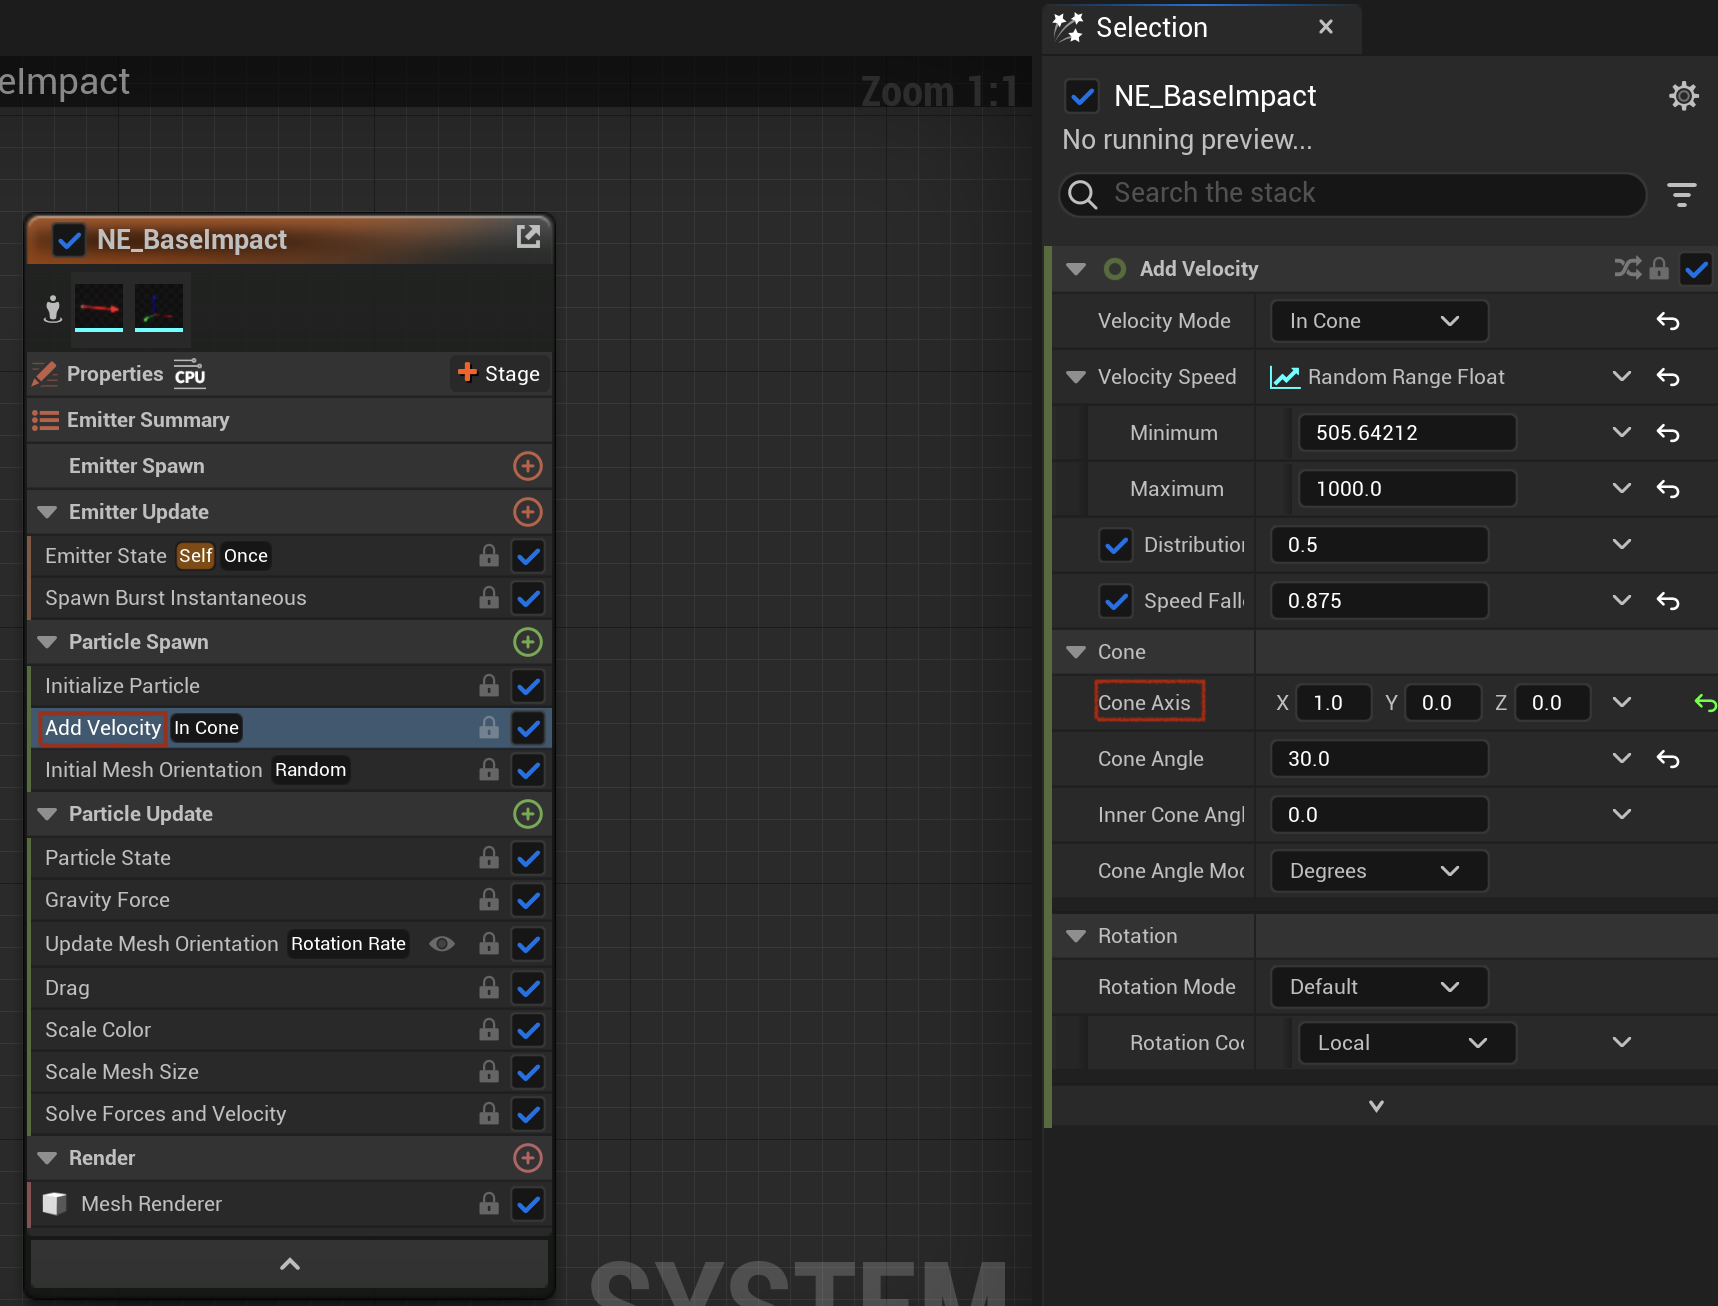 eImpact
Zoom 1:1
NE_BaseImpact
Properties CPU
Stage
Emitter Summary
Emitter Spawn
Emitter Update
Emitter State Self Once
Spawn Burst Instantaneous
Particle Spawn
Initialize Particle
Add Velocity In Cone
Initial Mesh Orientation Random
Particle Update
Particle State
Gravity Force
Update Mesh Orientation Rotation Rate
Drag
Scale Color
Scale Mesh Size
Solve Forces and Velocity
Render
Mesh Renderer
SYSTEM
Selection
NE_BaseImpact
No running preview...
Search the stack
Add Velocity
Velocity Mode In Cone
Velocity Speed Random Range Float
Minimum 505.64212
Maximum 1000.0
Distribution 0.5
Speed Fall 0.875
Cone
Cone Axis X 1.0 Y 0.0 Z 0.0
Cone Angle 30.0
Inner Cone Angl 0.0
Cone Angle Mod Degrees
Rotation
Rotation Mode Default
Rotation Coo Local